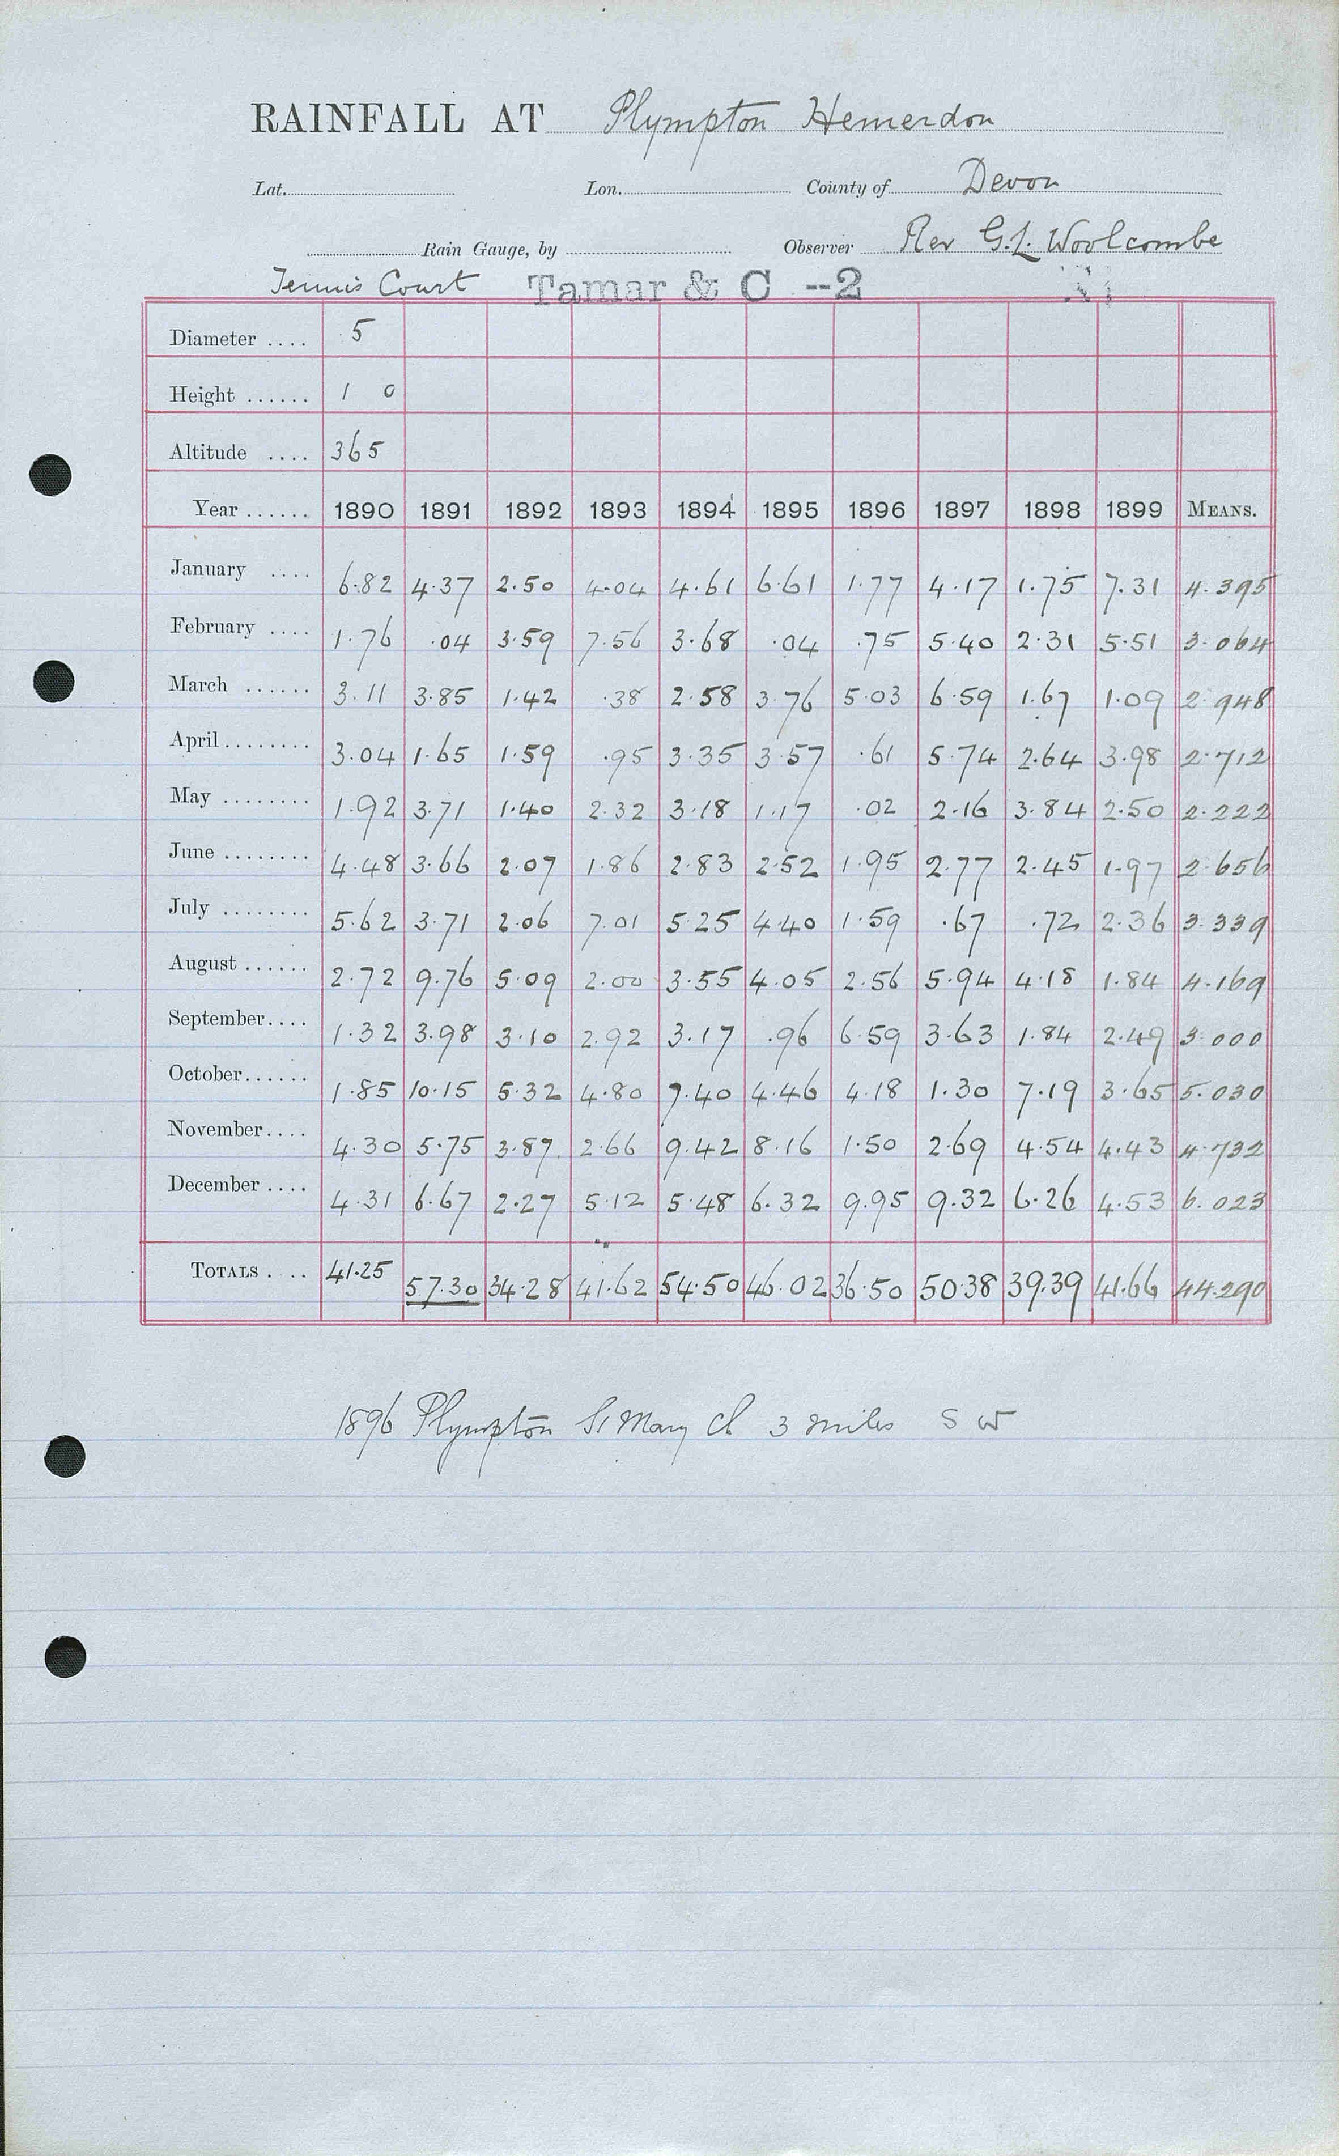 RAINFALL AT Plympton Hemerdon
Lat. Lon. County of Devon
Rain Gauge, by Observer Rev G.L. Woolcombe
Tennis Court Tamar & C --2 XI
Diameter .... 5
Height ...... 1 0
Altitude .... 365
Year ...... 1890 1891 1892 1893 1894 1895 1896 1897 1898 1899 MEANS.
January .... 6.82 4.37 2.50 4.04 4.61 6.61 1.77 4.17 1.75 7.31 4.395
February .... 1.76 .04 3.59 7.56 3.68 .04 .75 5.40 2.31 5.51 3.064
March ...... 3.11 3.85 1.42 .38 2.58 3.76 5.03 6.59 1.67 1.09 2.948
April ........ 3.04 1.65 1.59 .95 3.35 3.57 .61 5.74 2.64 3.98 2.712
May ........ 1.92 3.71 1.40 2.32 3.18 1.17 .02 2.16 3.84 2.50 2.222
June ........ 4.48 3.66 2.07 1.86 2.83 2.52 1.95 2.77 2.45 1.97 2.656
July ........ 5.62 3.71 2.06 7.01 5.25 4.40 1.59 .67 .72 2.36 3.339
August ...... 2.72 9.76 5.09 2.00 3.55 4.05 2.56 5.94 4.18 1.84 4.169
September.... 1.32 3.98 3.10 2.92 3.17 .96 6.59 3.63 1.84 2.49 3.000
October...... 1.85 10.15 5.32 4.80 7.40 4.46 4.18 1.30 7.19 3.65 5.030
November.... 4.30 5.75 3.87 2.66 9.42 8.16 1.50 2.69 4.54 4.43 4.732
December .... 4.31 6.67 2.27 5.12 5.48 6.32 9.95 9.32 6.26 4.53 6.023
TOTALS .... 41.25 57.30 34.28 41.62 54.50 46.02 36.50 50.38 39.39 41.66 44.290
1896 Plympton St Mary Ch 3 miles S W